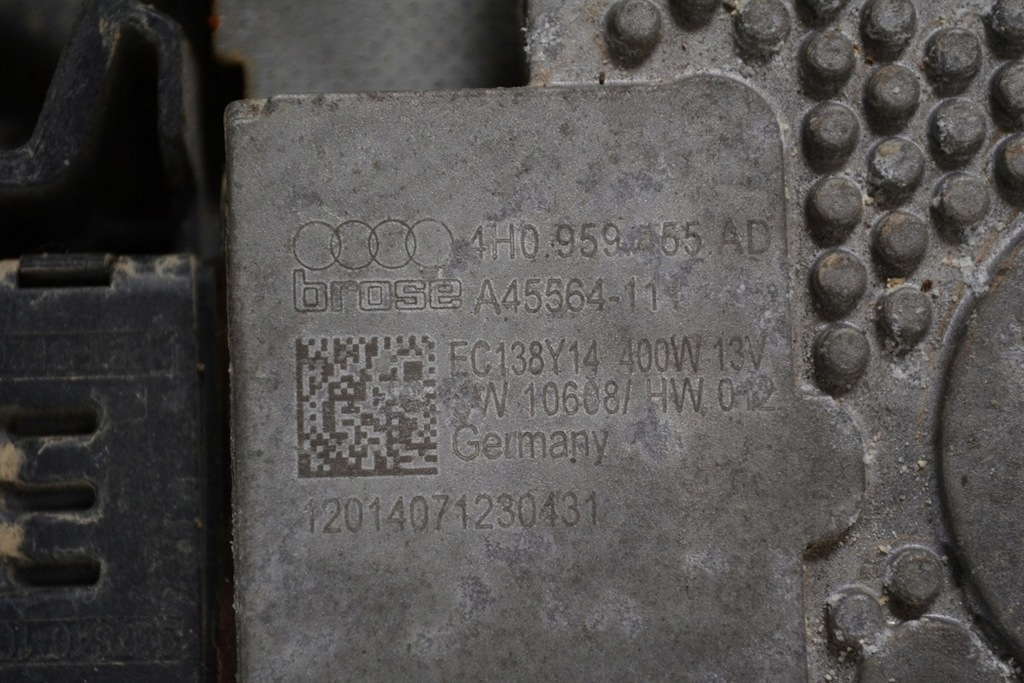 4H0.959.455 AD
brose A45564-11
EC138Y14 400W 13V
SW 10608/ HW 012
Germany
12014071230431